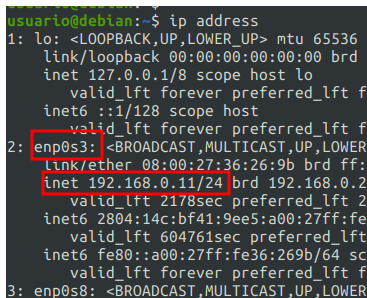 usuario@debian:~$
usuario@debian:~$ ip address
1: lo: <LOOPBACK,UP,LOWER_UP> mtu 65536
link/loopback 00:00:00:00:00:00 brd
inet 127.0.0.1/8 scope host lo
valid_lft forever preferred_lft f
inet6 ::1/128 scope host
valid_lft forever preferred_lft f
2: enp0s3: <BROADCAST,MULTICAST,UP,LOWER
link/ether 08:00:27:36:26:9b brd ff:
inet 192.168.0.11/24 brd 192.168.0.2
valid_lft 2178sec preferred_lft 2
inet6 2804:14c:bf41:9ee5:a00:27ff:fe
valid_lft 604761sec preferred_lft
inet6 fe80::a00:27ff:fe36:269b/64 sc
valid_lft forever preferred_lft f
3: enp0s8: <BROADCAST,MULTICAST,UP,LOWER